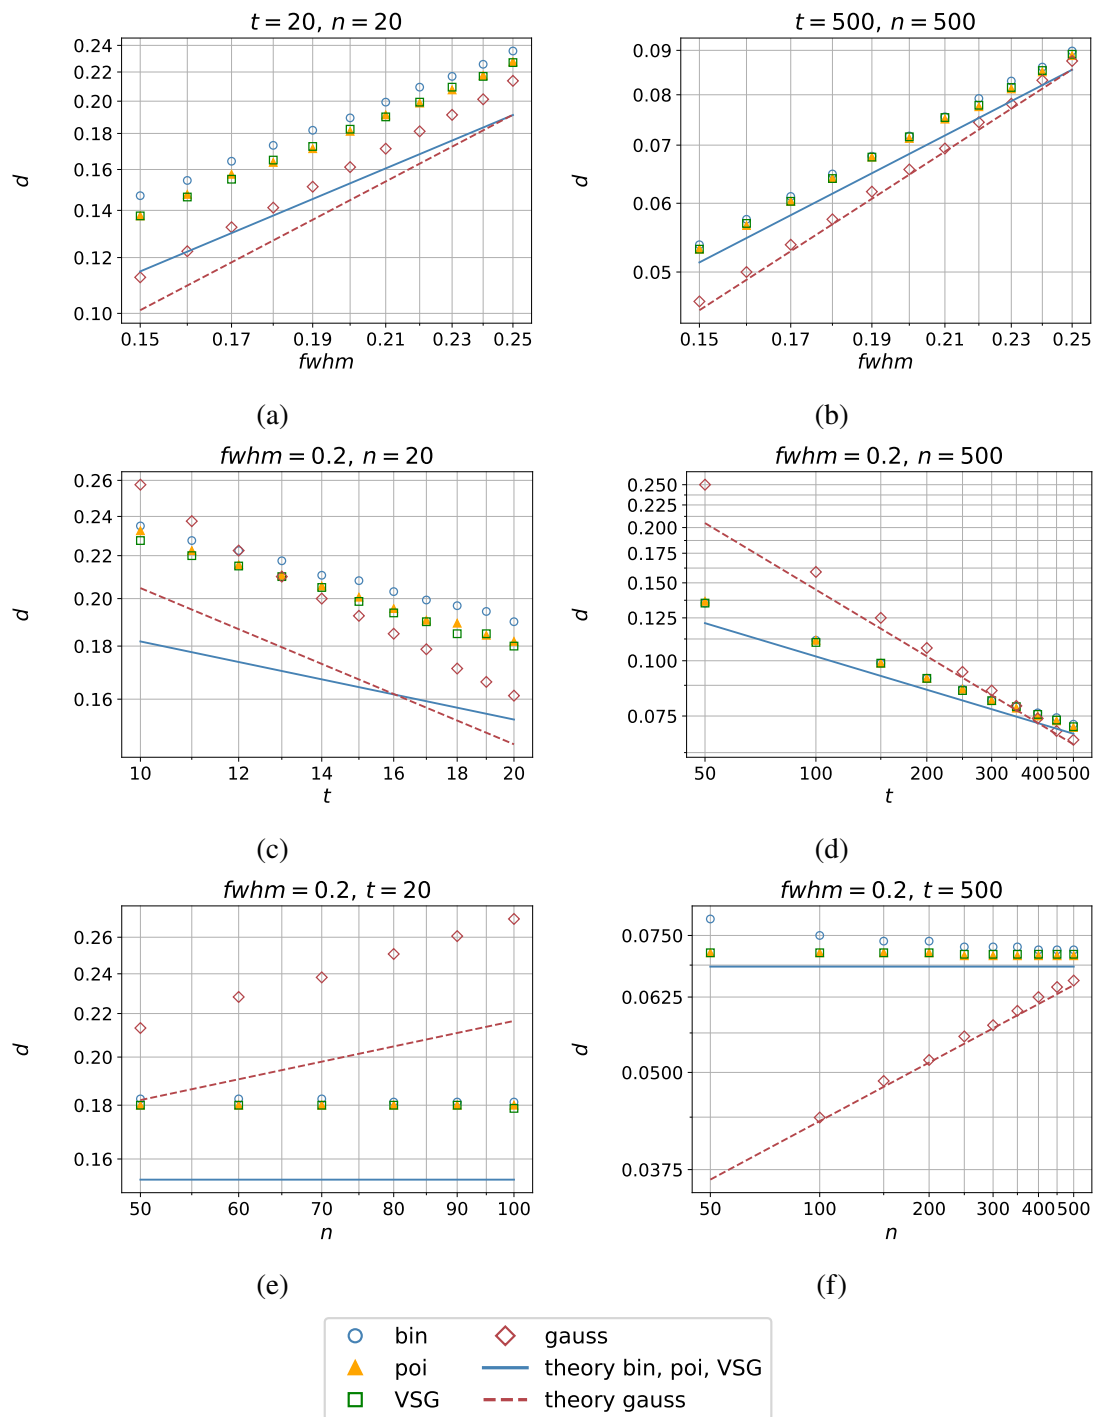 t = 20, n = 20
0.24
0.22
0.20
0.18
0.16
0.14
0.12
0.10
d
0.15 0.17 0.19 0.21 0.23 0.25
fwhm
(a)
t = 500, n = 500
0.09
0.08
0.07
0.06
0.05
d
0.15 0.17 0.19 0.21 0.23 0.25
fwhm
(b)
fwhm = 0.2, n = 20
0.26
0.24
0.22
0.20
0.18
0.16
d
10 12 14 16 18 20
t
(c)
fwhm = 0.2, n = 500
0.250
0.225
0.200
0.175
0.150
0.125
0.100
0.075
d
50 100 200 300 400 500
t
(d)
fwhm = 0.2, t = 20
0.26
0.24
0.22
0.20
0.18
0.16
d
50 60 70 80 90 100
n
(e)
fwhm = 0.2, t = 500
0.0750
0.0625
0.0500
0.0375
d
50 100 200 300 400 500
n
(f)
bin
poi
VSG
gauss
theory bin, poi, VSG
theory gauss